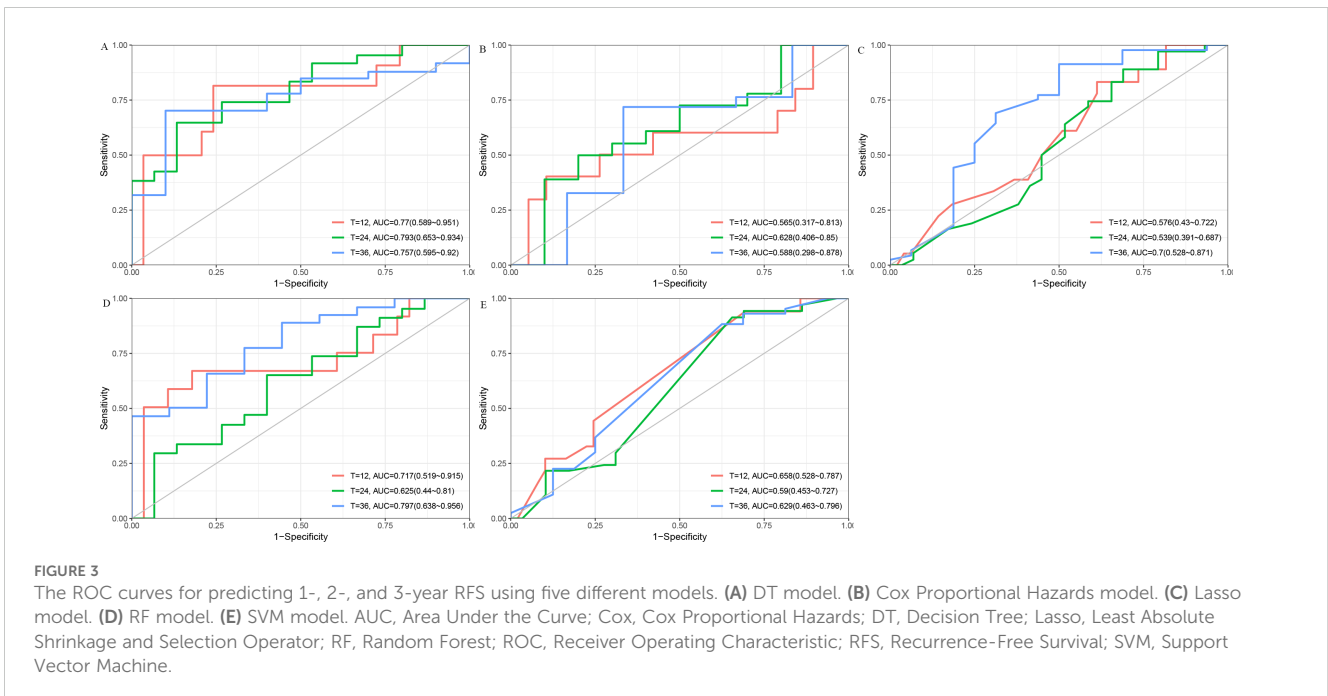 A
1.00
0.75
0.50
0.25
0.00
Sensitivity
T=12, AUC=0.77(0.589~0.951)
T=24, AUC=0.793(0.653~0.934)
T=36, AUC=0.757(0.595~0.92)
0.00 0.25 0.50 0.75 1.0
1−Specificity
B
1.00
0.75
0.50
0.25
0.00
Sensitivity
T=12, AUC=0.565(0.317~0.813)
T=24, AUC=0.628(0.406~0.85)
T=36, AUC=0.588(0.298~0.878)
0.00 0.25 0.50 0.75 1.0
1−Specificity
C
1.00
0.75
0.50
0.25
0.00
Sensitivity
T=12, AUC=0.576(0.43~0.722)
T=24, AUC=0.539(0.391~0.687)
T=36, AUC=0.7(0.528~0.871)
0.00 0.25 0.50 0.75 1.0
1−Specificity
D
1.00
0.75
0.50
0.25
0.00
Sensitivity
T=12, AUC=0.717(0.519~0.915)
T=24, AUC=0.625(0.44~0.81)
T=36, AUC=0.797(0.638~0.956)
0.00 0.25 0.50 0.75 1.0
1−Specificity
E
1.00
0.75
0.50
0.25
0.00
Sensitivity
T=12, AUC=0.658(0.528~0.787)
T=24, AUC=0.59(0.453~0.727)
T=36, AUC=0.629(0.463~0.796)
0.00 0.25 0.50 0.75 1.0
1−Specificity
FIGURE 3
The ROC curves for predicting 1-, 2-, and 3-year RFS using five different models. (A) DT model. (B) Cox Proportional Hazards model. (C) Lasso
model. (D) RF model. (E) SVM model. AUC, Area Under the Curve; Cox, Cox Proportional Hazards; DT, Decision Tree; Lasso, Least Absolute
Shrinkage and Selection Operator; RF, Random Forest; ROC, Receiver Operating Characteristic; RFS, Recurrence-Free Survival; SVM, Support
Vector Machine.